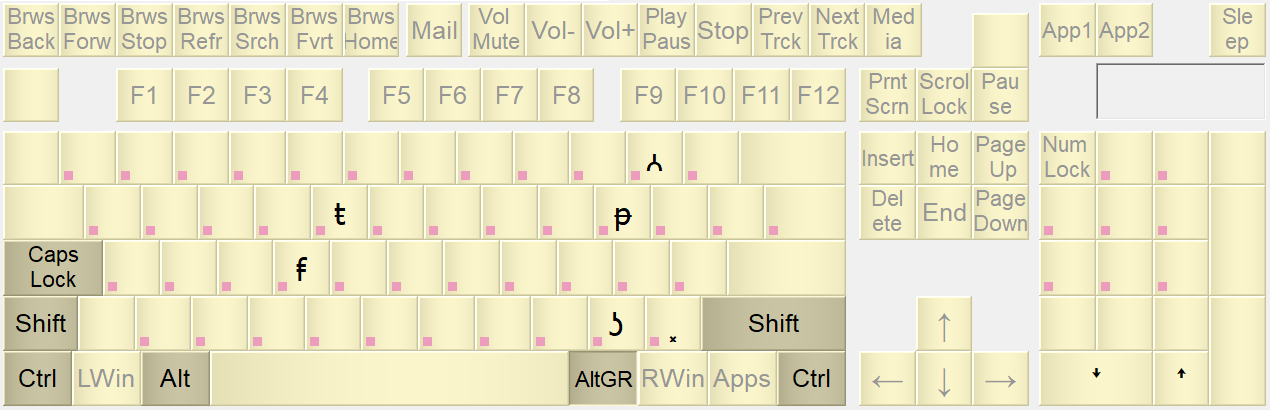 Brws Back Brws Forw Brws Stop Brws Refr Brws Srch Brws Fvrt Brws Home Mail Vol Mute Vol- Vol+ Play Paus Stop Prev Trck Next Trck Med ia App1 App2 Sle ep
F1 F2 F3 F4 F5 F6 F7 F8 F9 F10 F11 F12 Prnt Scrn Scrol Lock Pau se
Insert Ho me Page Up Num Lock
ŧ ᵽ Del ete End Page Down
Caps Lock
Shift Shift ↑
Ctrl LWin Alt AltGR RWin Apps Ctrl ← ↓ →